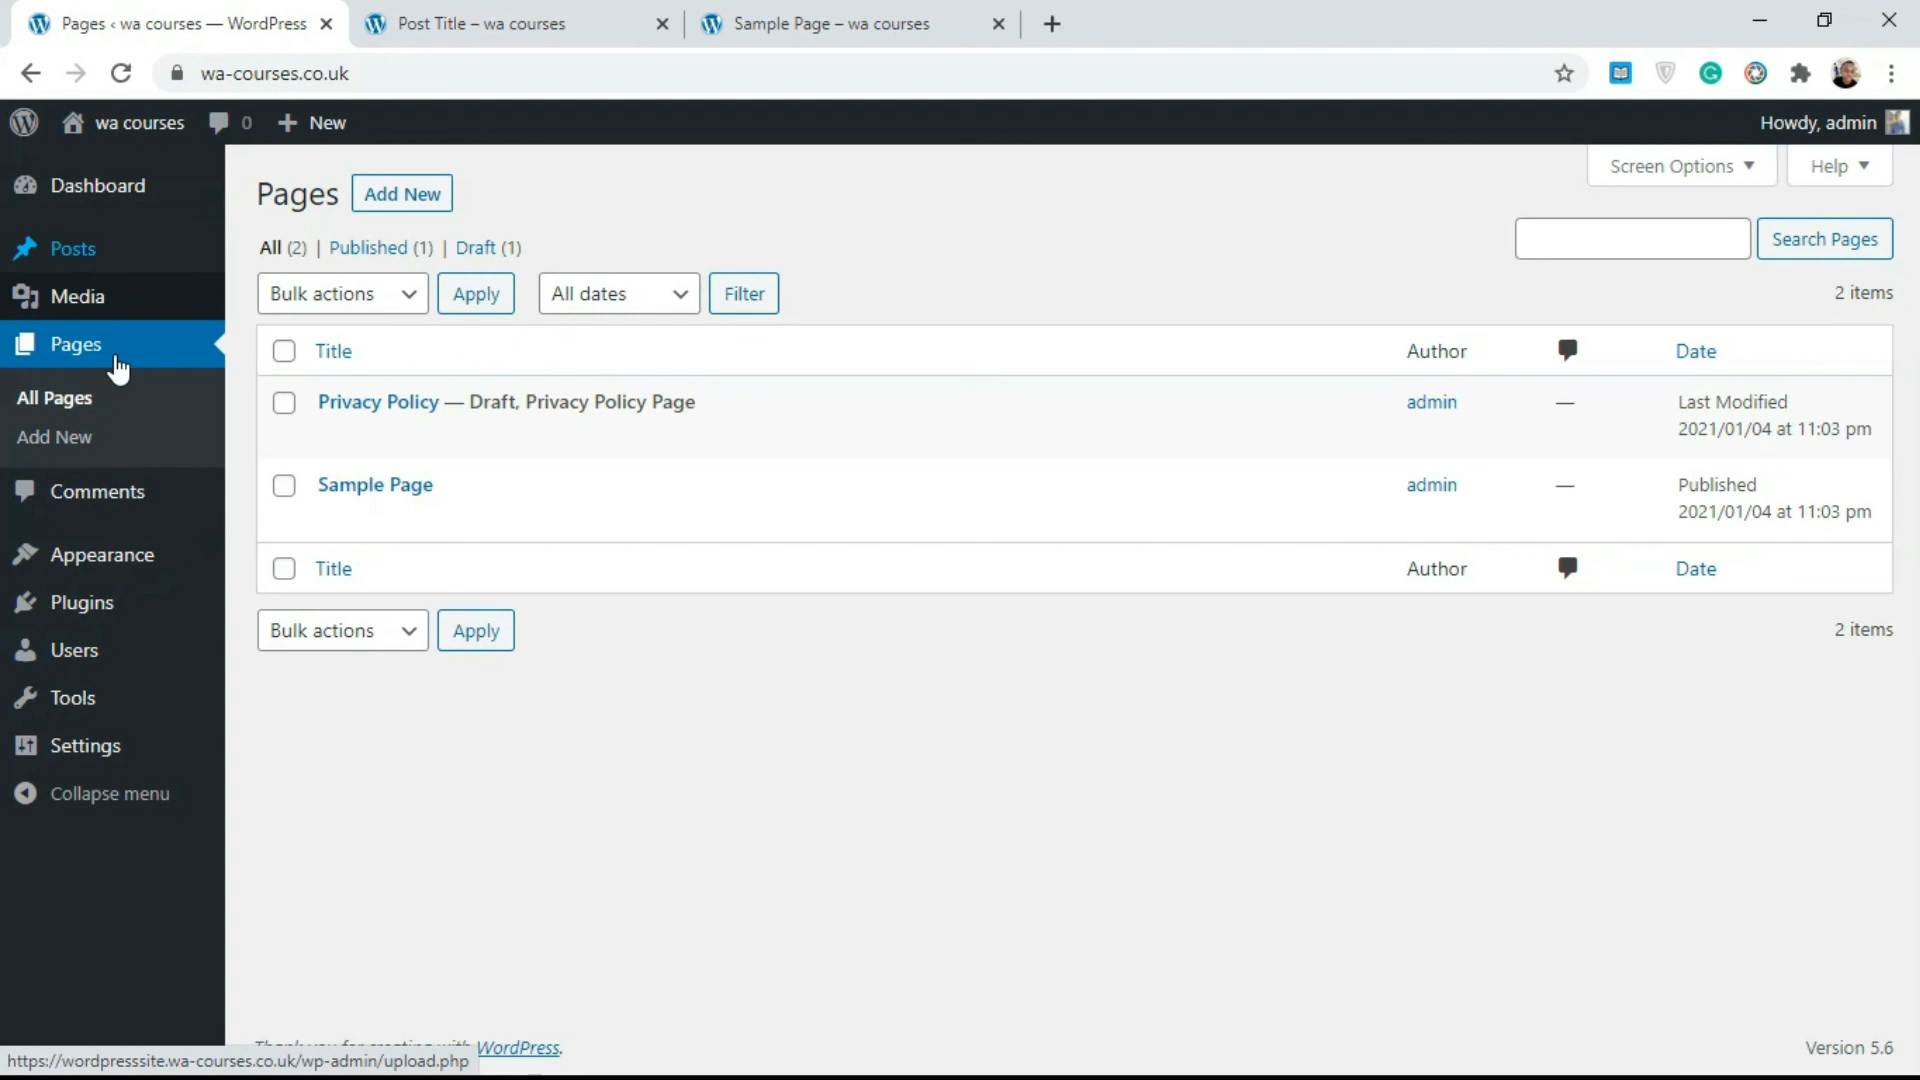 Pages ‹ wa courses — WordPress
Post Title – wa courses
Sample Page – wa courses
wa-courses.co.uk
wa courses
0
New
Howdy, admin
Dashboard
Posts
Media
Pages
All Pages
Add New
Comments
Appearance
Plugins
Users
Tools
Settings
Collapse menu
Screen Options
Help
Pages
Add New
All (2) | Published (1) | Draft (1)
Search Pages
Bulk actions
Apply
All dates
Filter
2 items
Title
Author
Date
Privacy Policy — Draft, Privacy Policy Page
admin
—
Last Modified
2021/01/04 at 11:03 pm
Sample Page
admin
—
Published
2021/01/04 at 11:03 pm
Title
Author
Date
Bulk actions
Apply
2 items
Thank you for creating with WordPress.
Version 5.6
https://wordpresssite.wa-courses.co.uk/wp-admin/upload.php